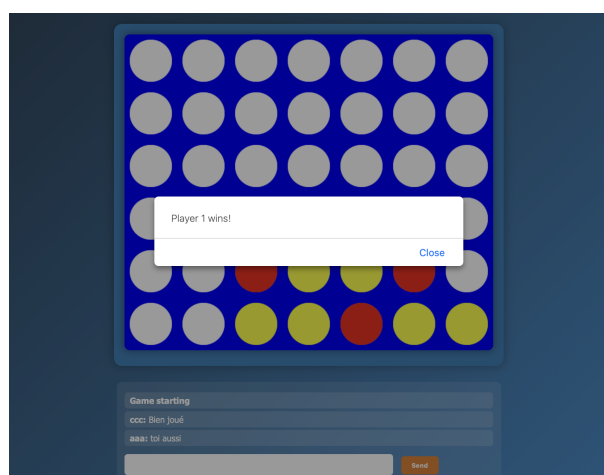 Player 1 wins!
Close
Game starting
ccc: Bien joué
aaa: toi aussi
Send